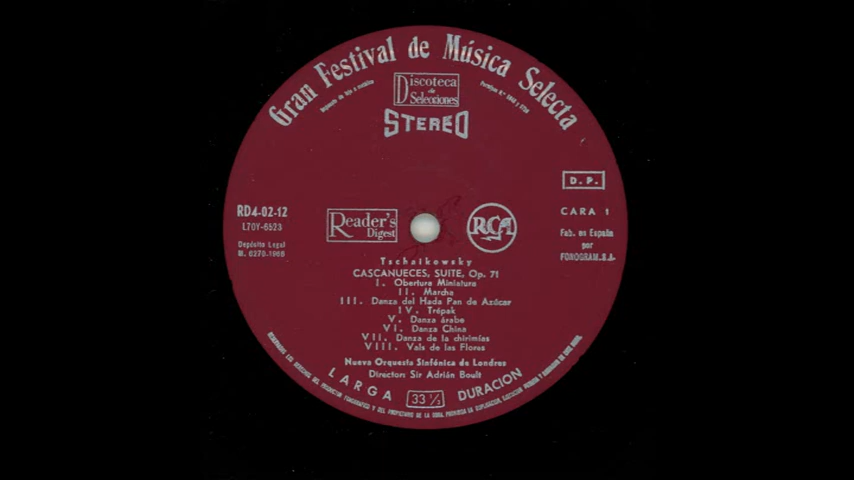 Gran Festival de Música Selecta
Discoteca
de
Selecciones
STEREO
D. P.
RD4-02-12
L70Y-6523
Depósito Legal
M. 6270-1966
Reader's
Digest
RCA
CARA 1
Fab. en España
por
FONOGRAM.S.A.
Tschaikowsky
CASCANUECES, SUITE, Op. 71
I. Obertura Miniatura
II. Marcha
III. Danza del Hada Pan de Azúcar
IV. Trépak
V. Danza árabe
VI. Danza China
VII. Danza de la chirimías
VIII. Vals de las Flores
Nueva Orquesta Sinfónica de Londres
Director: Sir Adrián Boult
LARGA 33 1/3 DURACION